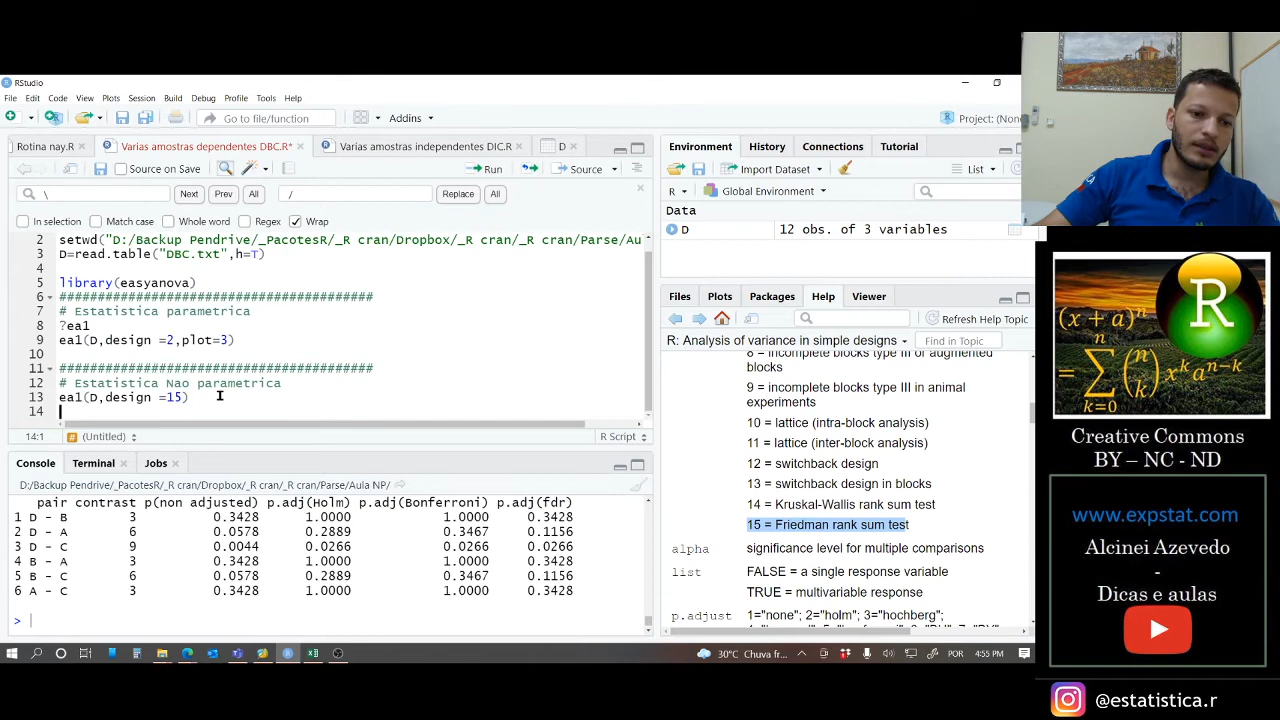 RStudio
File Edit Code View Plots Session Build Debug Profile Tools Help
Go to file/function Addins
Project: (None
Rotina nay.R Varias amostras dependentes DBC.R* Varias amostras independentes DIC.R D
Source on Save Run Source
\ Next Prev All / Replace All
In selection Match case Whole word Regex Wrap
2 setwd("D:/Backup Pendrive/_PacotesR/_R cran/Dropbox/_R cran/_R cran/Parse/Au
3 D=read.table("DBC.txt",h=T)
4
5 library(easyanova)
6 ########################################
7 # Estatistica parametrica
8 ?ea1
9 ea1(D,design =2,plot=3)
10
11 ########################################
12 # Estatistica Nao parametrica
13 ea1(D,design =15)
14
14:1 # (Untitled) R Script
Console Terminal Jobs
D:/Backup Pendrive/_PacotesR/_R cran/Dropbox/_R cran/_R cran/Parse/Aula NP/
pair contrast p(non adjusted) p.adj(Holm) p.adj(Bonferroni) p.adj(fdr)
1 D - B 3 0.3428 1.0000 1.0000 0.3428
2 D - A 6 0.0578 0.2889 0.3467 0.1156
3 D - C 9 0.0044 0.0266 0.0266 0.0266
4 B - A 3 0.3428 1.0000 1.0000 0.3428
5 B - C 6 0.0578 0.2889 0.3467 0.1156
6 A - C 3 0.3428 1.0000 1.0000 0.3428
>
Environment History Connections Tutorial
Import Dataset List
R Global Environment
Data
D 12 obs. of 3 variables
Files Plots Packages Help Viewer
Refresh Help Topic
R: Analysis of variance in simple designs Find in Topic
8 = incomplete blocks type III or augmented
blocks
9 = incomplete blocks type III in animal
experiments
10 = lattice (intra-block analysis)
11 = lattice (inter-block analysis)
12 = switchback design
13 = switchback design in blocks
14 = Kruskal-Wallis rank sum test
15 = Friedman rank sum test
alpha significance level for multiple comparisons
list FALSE = a single response variable
TRUE = multivariable response
p.adjust 1="none"; 2="holm"; 3="hochberg";
30°C Chuva fr... POR 4:55 PM
R
(x + a)^n
= ∑ n k=0 (n k) x^k a^{n−k}
Creative Commons
BY – NC - ND
www.expstat.com
Alcinei Azevedo
-
Dicas e aulas
@estatistica.r